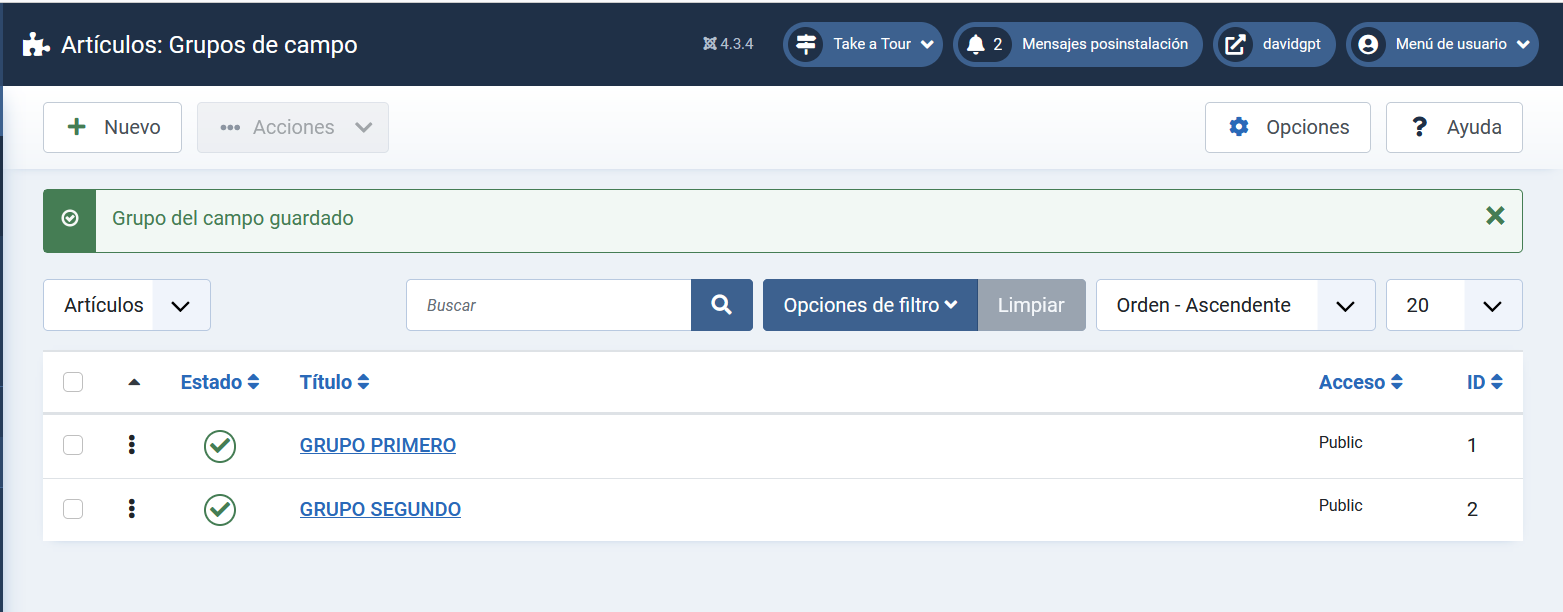 Artículos: Grupos de campo
4.3.4
Take a Tour
2 Mensajes posinstalación
davidgpt
Menú de usuario
+ Nuevo
••• Acciones
Opciones
? Ayuda
Grupo del campo guardado
Artículos
Buscar
Opciones de filtro
Limpiar
Orden - Ascendente
20
Estado Título Acceso ID
GRUPO PRIMERO Public 1
GRUPO SEGUNDO Public 2